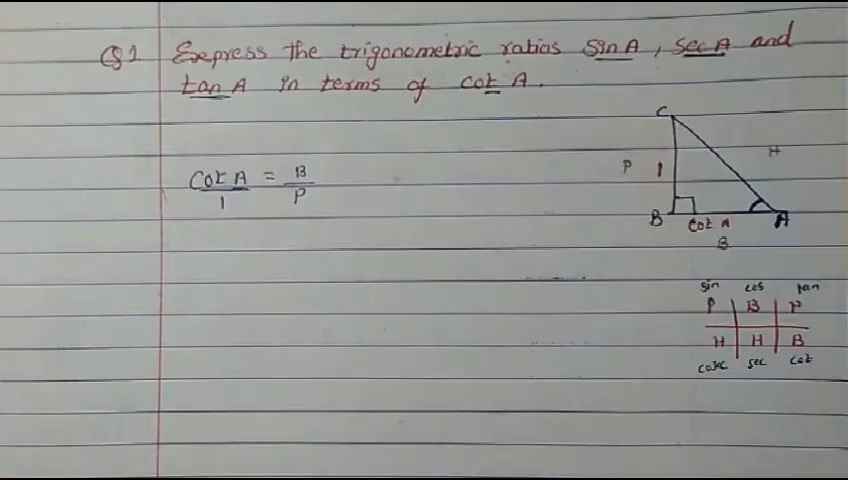 Q1 Express the trigonometric ratios sin A, sec A and
tan A in terms of cot A.
Cot A = B
1 P
C
P 1 H
B Cot A A
B
sin cos tan
P B P
H H B
cosec sec cot